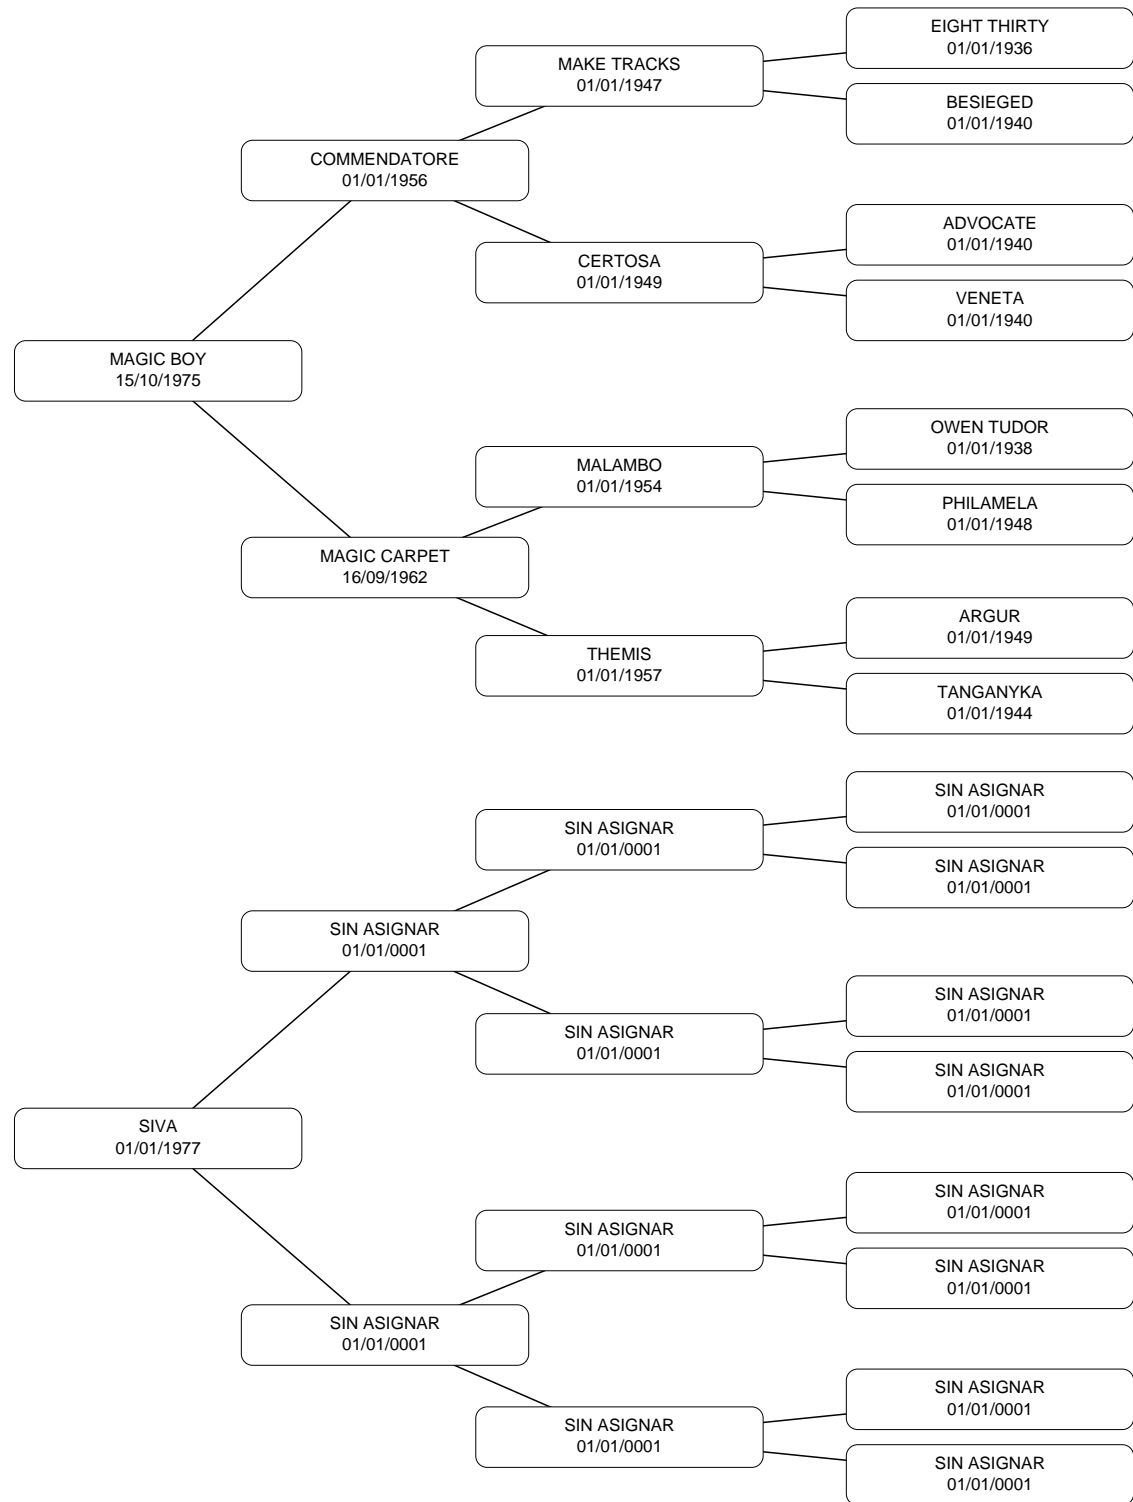 EIGHT THIRTY
01/01/1936
MAKE TRACKS
01/01/1947
BESIEGED
01/01/1940
COMMENDATORE
01/01/1956
ADVOCATE
01/01/1940
CERTOSA
01/01/1949
VENETA
01/01/1940
MAGIC BOY
15/10/1975
OWEN TUDOR
01/01/1938
MALAMBO
01/01/1954
PHILAMELA
01/01/1948
MAGIC CARPET
16/09/1962
ARGUR
01/01/1949
THEMIS
01/01/1957
TANGANYKA
01/01/1944
SIN ASIGNAR
01/01/0001
SIN ASIGNAR
01/01/0001
SIN ASIGNAR
01/01/0001
SIN ASIGNAR
01/01/0001
SIN ASIGNAR
01/01/0001
SIN ASIGNAR
01/01/0001
SIN ASIGNAR
01/01/0001
SIVA
01/01/1977
SIN ASIGNAR
01/01/0001
SIN ASIGNAR
01/01/0001
SIN ASIGNAR
01/01/0001
SIN ASIGNAR
01/01/0001
SIN ASIGNAR
01/01/0001
SIN ASIGNAR
01/01/0001
SIN ASIGNAR
01/01/0001